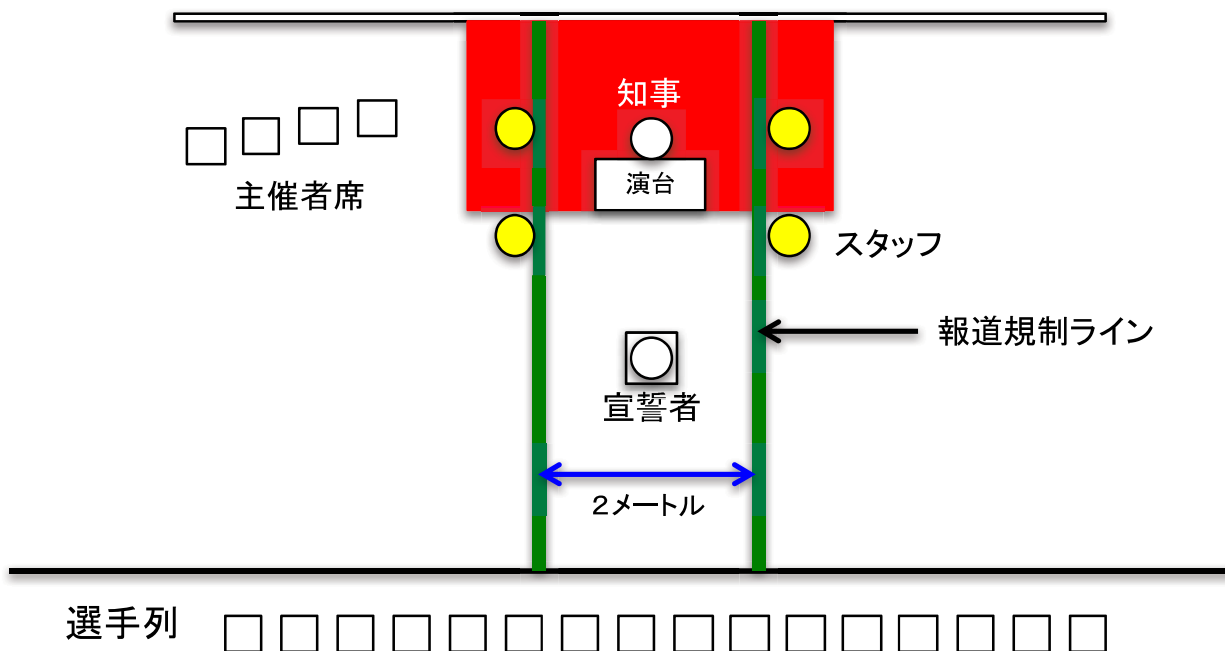 知事
演台
主催者席
スタッフ
報道規制ライン
宣誓者
2メートル
選手列